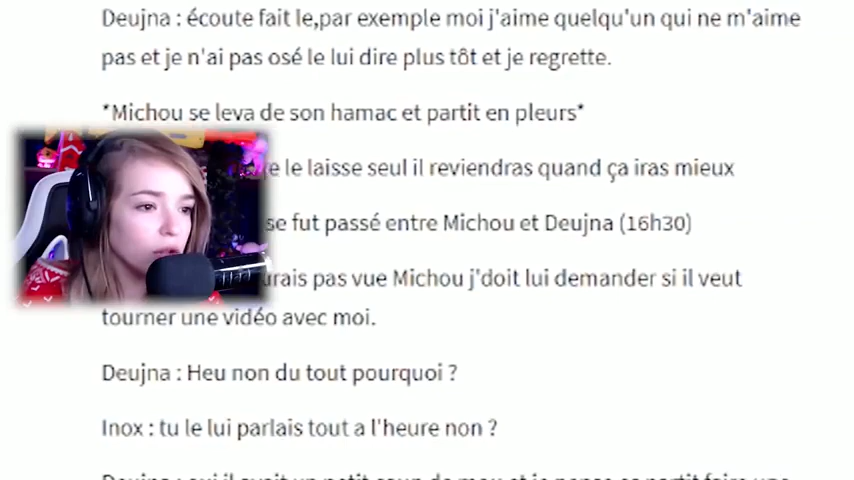 Deujna : écoute fait le,par exemple moi j'aime quelqu'un qui ne m'aime
pas et je n'ai pas osé le lui dire plus tôt et je regrette.
*Michou se leva de son hamac et partit en pleurs*
le laisse seul il reviendras quand ça iras mieux
se fut passé entre Michou et Deujna (16h30)
pas vue Michou j'doit lui demander si il veut
tourner une vidéo avec moi.
Deujna : Heu non du tout pourquoi ?
Inox : tu le lui parlais tout a l'heure non ?